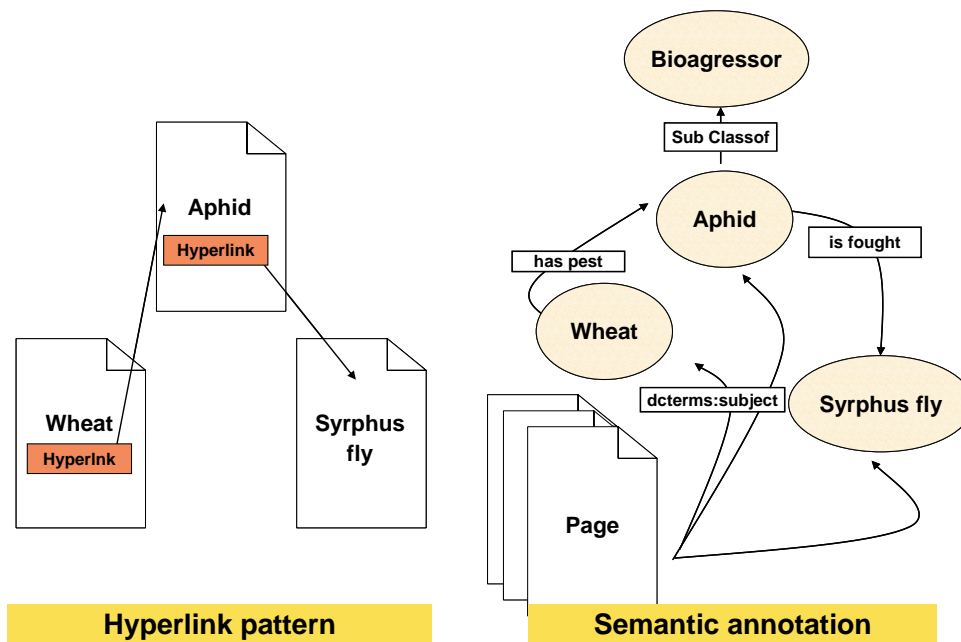 Aphid
Hyperlink
Wheat
Hyperlnk
Syrphus
fly
Hyperlink pattern
Bioagressor
Sub Classof
Aphid
is fought
has pest
Wheat
dcterms:subject
Syrphus fly
Page
Semantic annotation